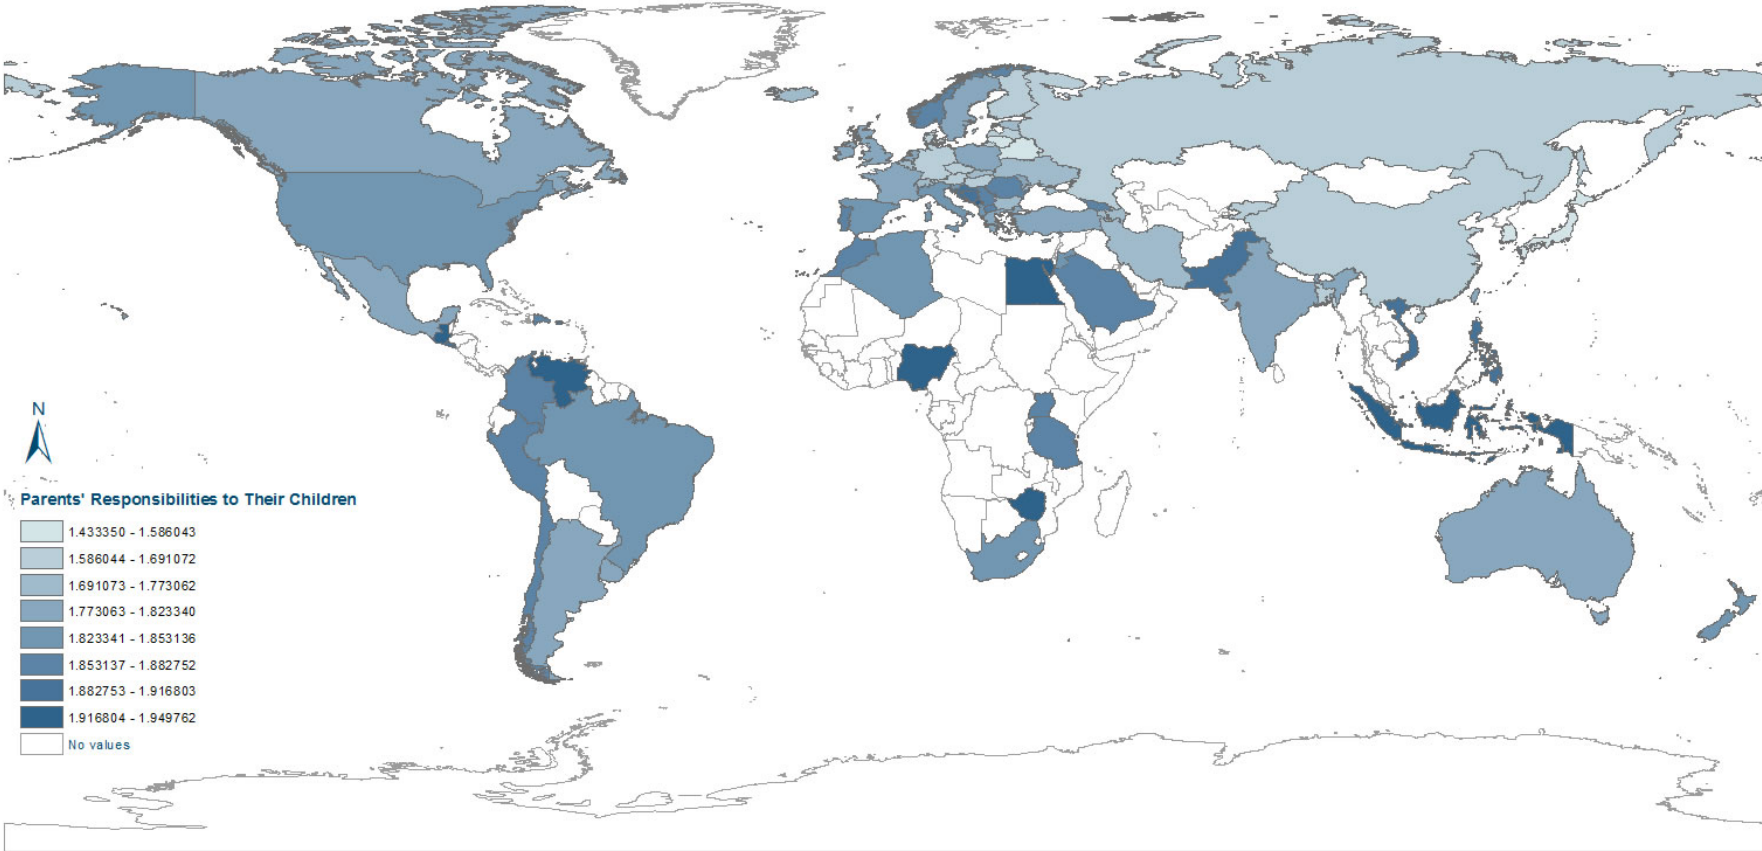 N
Parents' Responsibilities to Their Children
1.433350 - 1.586043
1.586044 - 1.691072
1.691073 - 1.773062
1.773063 - 1.823340
1.823341 - 1.853136
1.853137 - 1.882752
1.882753 - 1.916803
1.916804 - 1.949762
No values